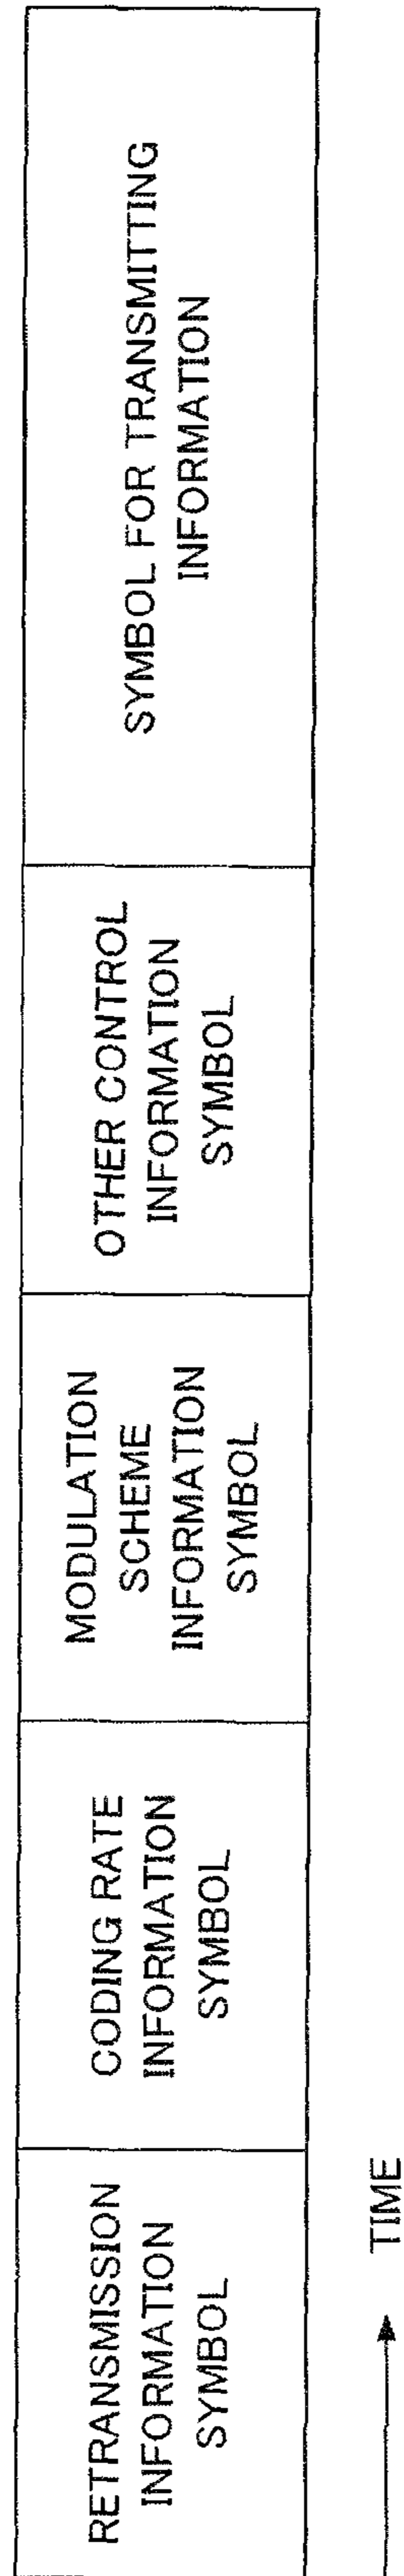 RETRANSMISSION
INFORMATION
SYMBOL
CODING RATE
INFORMATION
SYMBOL
MODULATION
SCHEME
INFORMATION
SYMBOL
OTHER CONTROL
INFORMATION
SYMBOL
SYMBOL FOR TRANSMITTING
INFORMATION
TIME